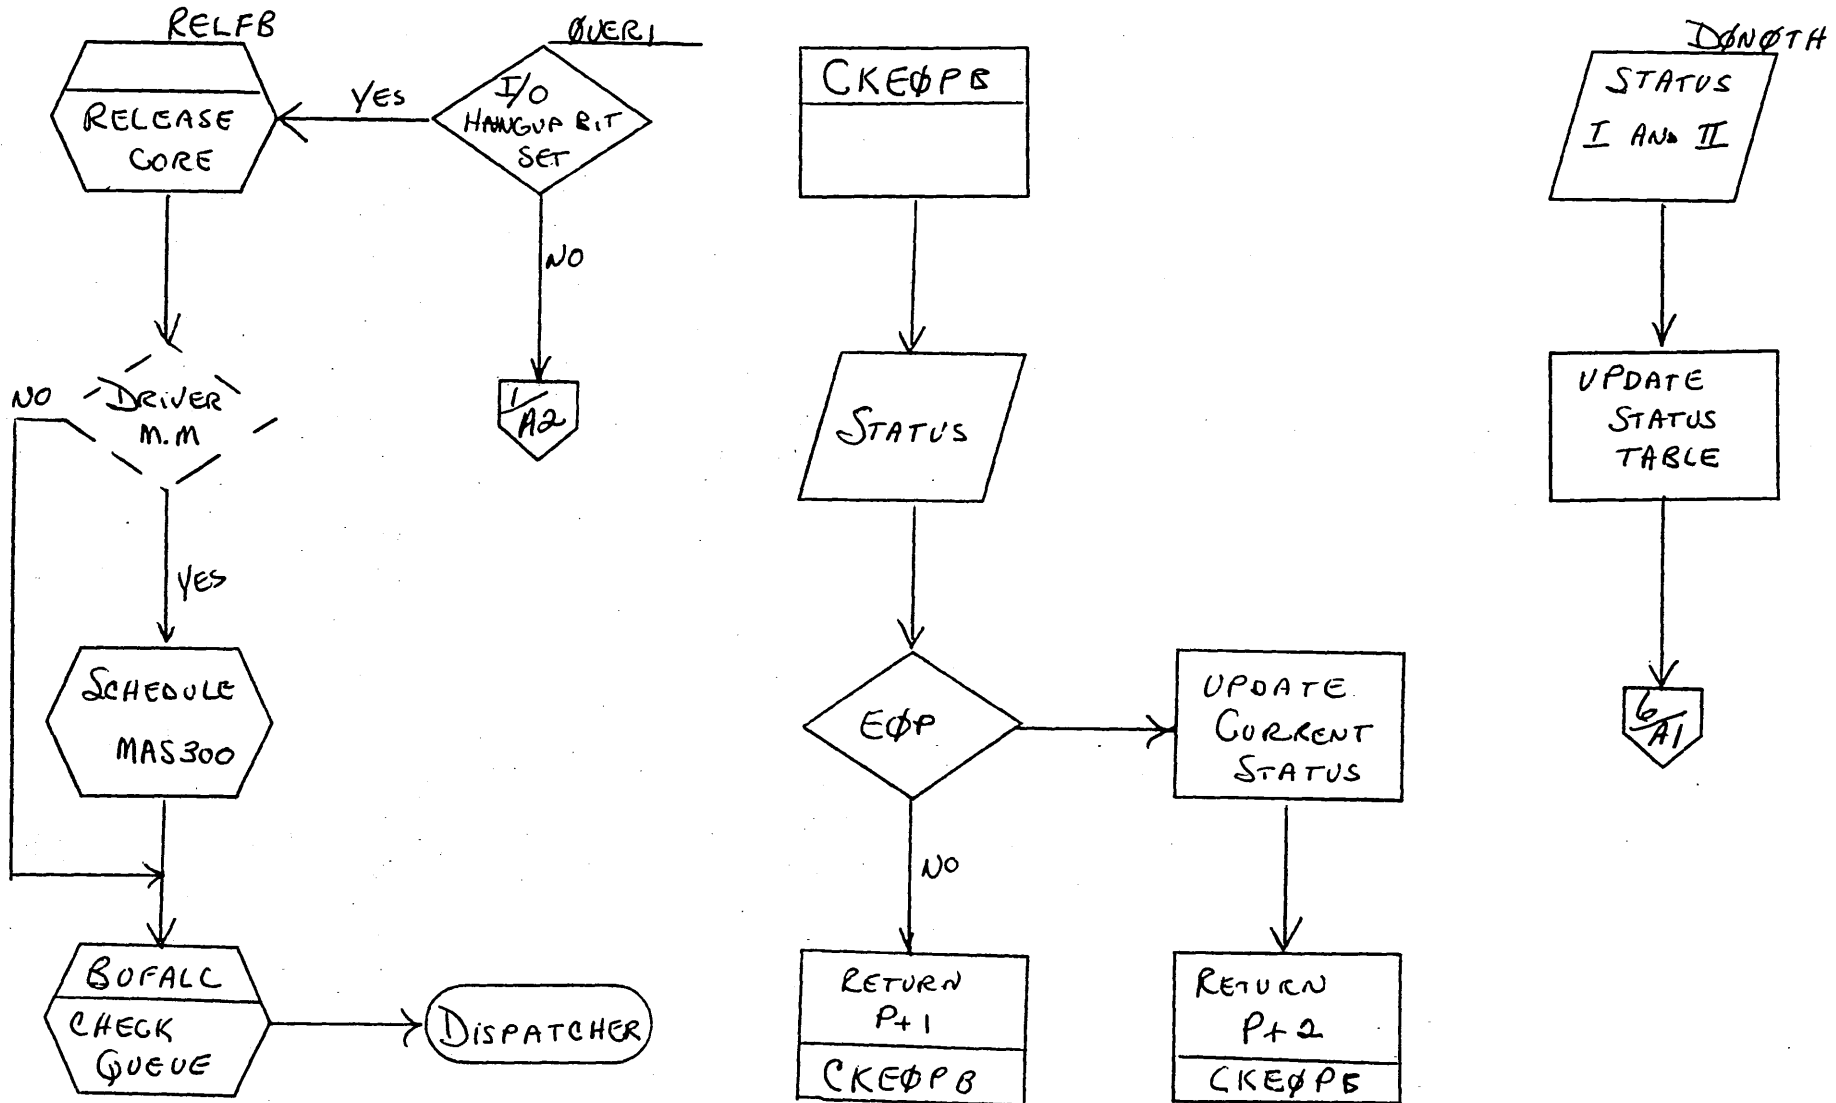 RELFB
RELEASE
CORE
YES
ØVER1
I/O
HANGUP BIT
SET
NO
1/A2
DRIVER
M.M
NO
YES
SCHEDULE
MAS300
BUFALC
CHECK
QUEUE
DISPATCHER
CKEØPB
STATUS
EØP
NO
RETURN
P+1
CKEØPB
UPDATE
CURRENT
STATUS
RETURN
P+2
CKEØPB
DØNØTH
STATUS
I AND II
UPDATE
STATUS
TABLE
6/A1